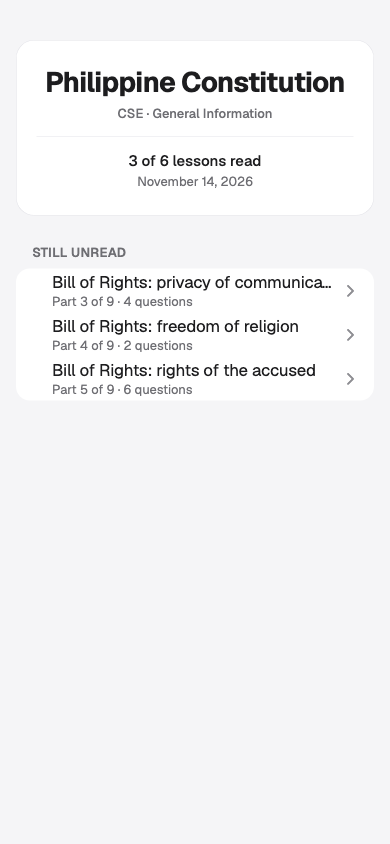 Philippine Constitution
CSE · General Information
3 of 6 lessons read
November 14, 2026
STILL UNREAD
Bill of Rights: privacy of communica…
Part 3 of 9 · 4 questions
Bill of Rights: freedom of religion
Part 4 of 9 · 2 questions
Bill of Rights: rights of the accused
Part 5 of 9 · 6 questions